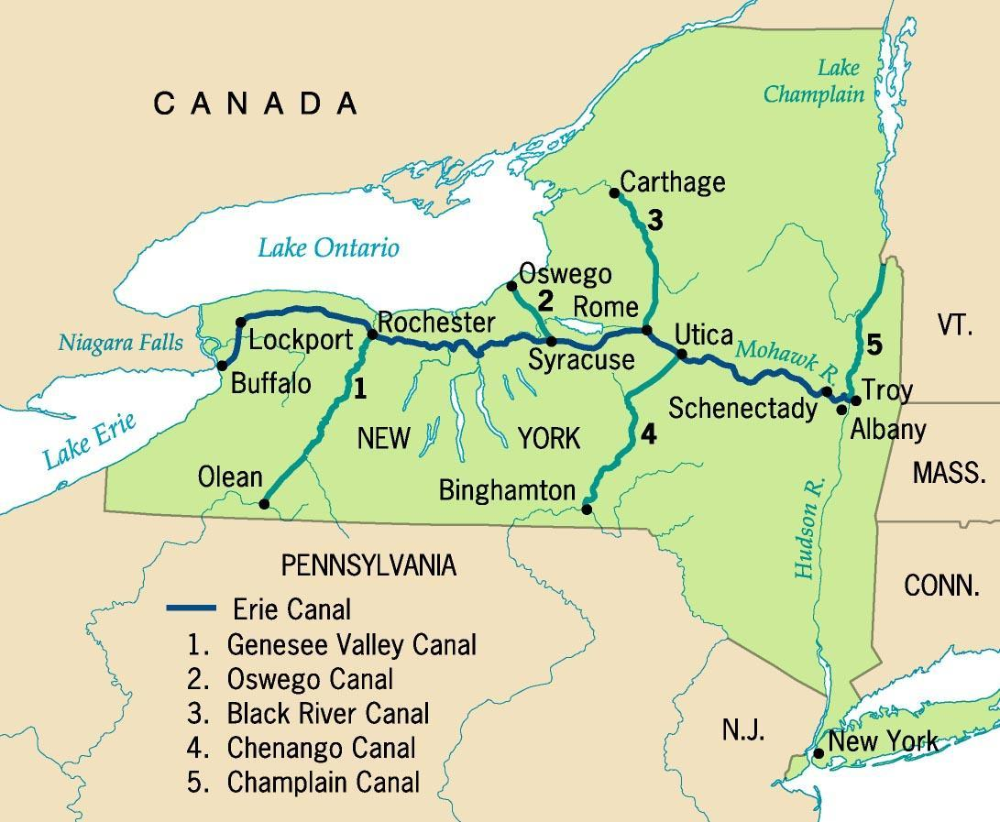 CANADA
Lake
Champlain
Carthage
3
Lake Ontario
Oswego
2
Rome
Rochester
Utica
VT.
Niagara Falls
Lockport
Syracuse
Mohawk R.
5
Buffalo
1
Troy
Schenectady
Albany
Lake Erie
NEW YORK
4
MASS.
Olean
Binghamton
Hudson R.
PENNSYLVANIA
CONN.
Erie Canal
1. Genesee Valley Canal
2. Oswego Canal
3. Black River Canal
4. Chenango Canal
5. Champlain Canal
N.J.
New York